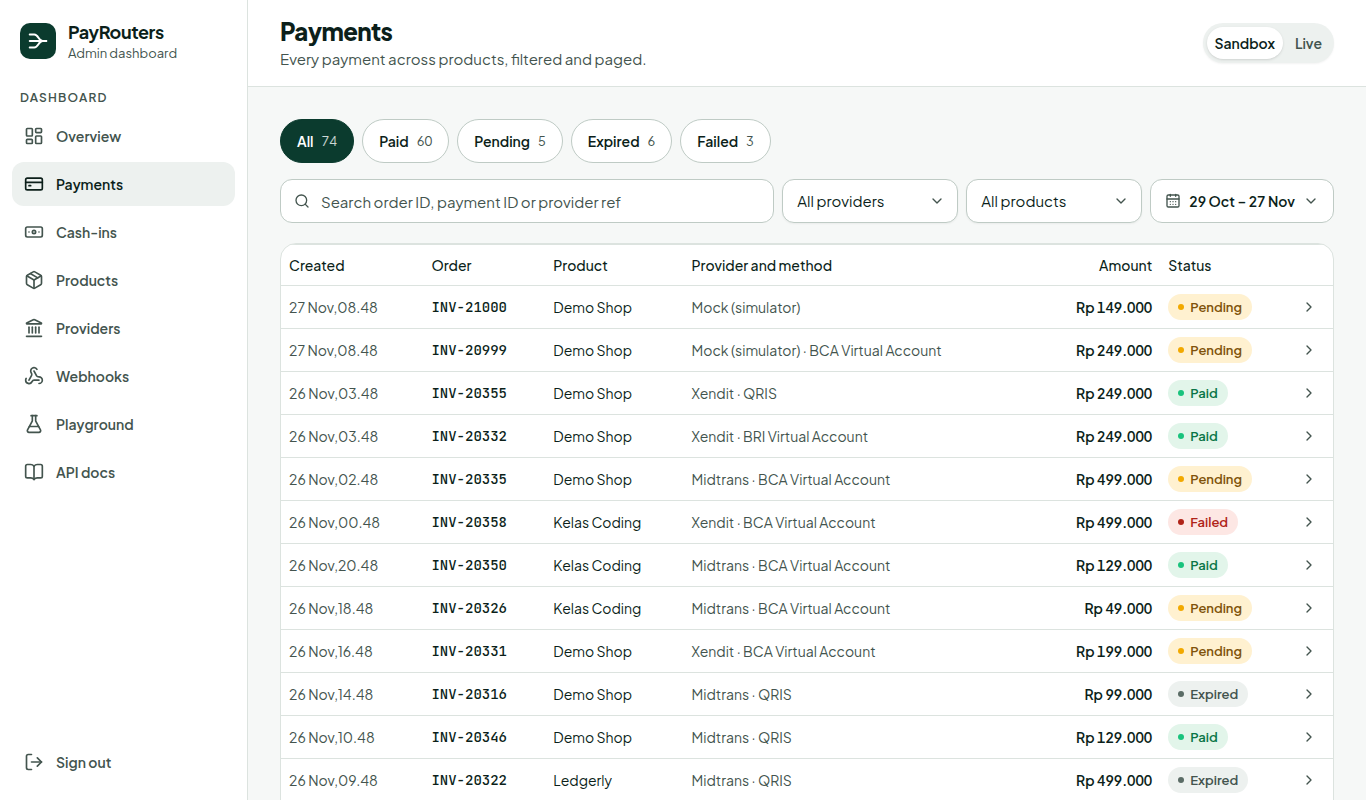 PayRouters
Admin dashboard
DASHBOARD
Overview
Payments
Cash-ins
Products
Providers
Webhooks
Playground
API docs
Sign out
Payments
Every payment across products, filtered and paged.
Sandbox Live
All 74 Paid 60 Pending 5 Expired 6 Failed 3
Search order ID, payment ID or provider ref All providers All products 29 Oct – 27 Nov
Created Order Product Provider and method Amount Status
27 Nov, 08.48 INV-21000 Demo Shop Mock (simulator) Rp 149.000 Pending
27 Nov, 08.48 INV-20999 Demo Shop Mock (simulator) · BCA Virtual Account Rp 249.000 Pending
26 Nov, 03.48 INV-20355 Demo Shop Xendit · QRIS Rp 249.000 Paid
26 Nov, 03.48 INV-20332 Demo Shop Xendit · BRI Virtual Account Rp 249.000 Paid
26 Nov, 02.48 INV-20335 Demo Shop Midtrans · BCA Virtual Account Rp 499.000 Pending
26 Nov, 00.48 INV-20358 Kelas Coding Xendit · BCA Virtual Account Rp 499.000 Failed
26 Nov, 20.48 INV-20350 Kelas Coding Midtrans · BCA Virtual Account Rp 129.000 Paid
26 Nov, 18.48 INV-20326 Kelas Coding Midtrans · BCA Virtual Account Rp 49.000 Pending
26 Nov, 16.48 INV-20331 Demo Shop Xendit · BCA Virtual Account Rp 199.000 Pending
26 Nov, 14.48 INV-20316 Demo Shop Midtrans · QRIS Rp 99.000 Expired
26 Nov, 10.48 INV-20346 Demo Shop Midtrans · QRIS Rp 129.000 Paid
26 Nov, 09.48 INV-20322 Ledgerly Midtrans · QRIS Rp 499.000 Expired